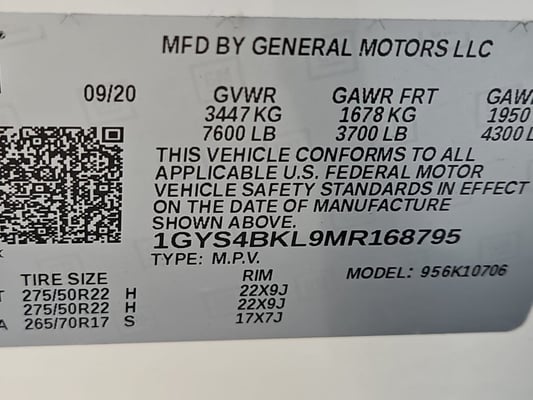 MFD BY GENERAL MOTORS LLC
09/20 GVWR GAWR FRT GAW
3447 KG 1678 KG 1950
7600 LB 3700 LB 4300 L
THIS VEHICLE CONFORMS TO ALL
APPLICABLE U.S. FEDERAL MOTOR
VEHICLE SAFETY STANDARDS IN EFFECT
ON THE DATE OF MANUFACTURE
SHOWN ABOVE.
1GYS4BKL9MR168795
TYPE: M.P.V. MODEL: 956K10706
TIRE SIZE RIM
T 275/50R22 H 22X9J
275/50R22 H 22X9J
A 265/70R17 S 17X7J